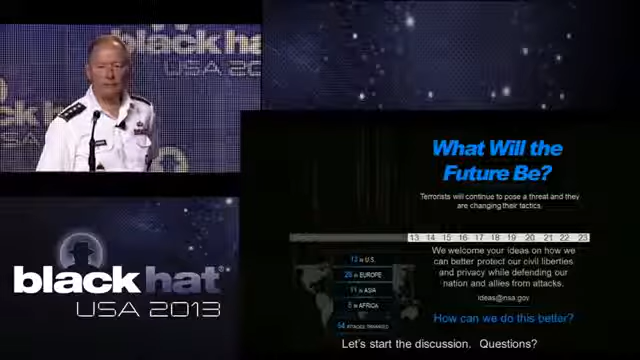 black hat
USA 20
black hat
USA
What Will the
Future Be?
Terrorists will continue to pose a threat and they
are changing their tactics.
13 14 15 16 17 18 19 20 21 22 23
We welcome your ideas on how we
can better protect our civil liberties
and privacy while defending our
nation and allies from attacks.
ideas@nsa.gov
How can we do this better?
in U.S.
25 in EUROPE
11 in ASIA
5 in AFRICA
54
Let's start the discussion. Questions?
black hat®
USA 2013